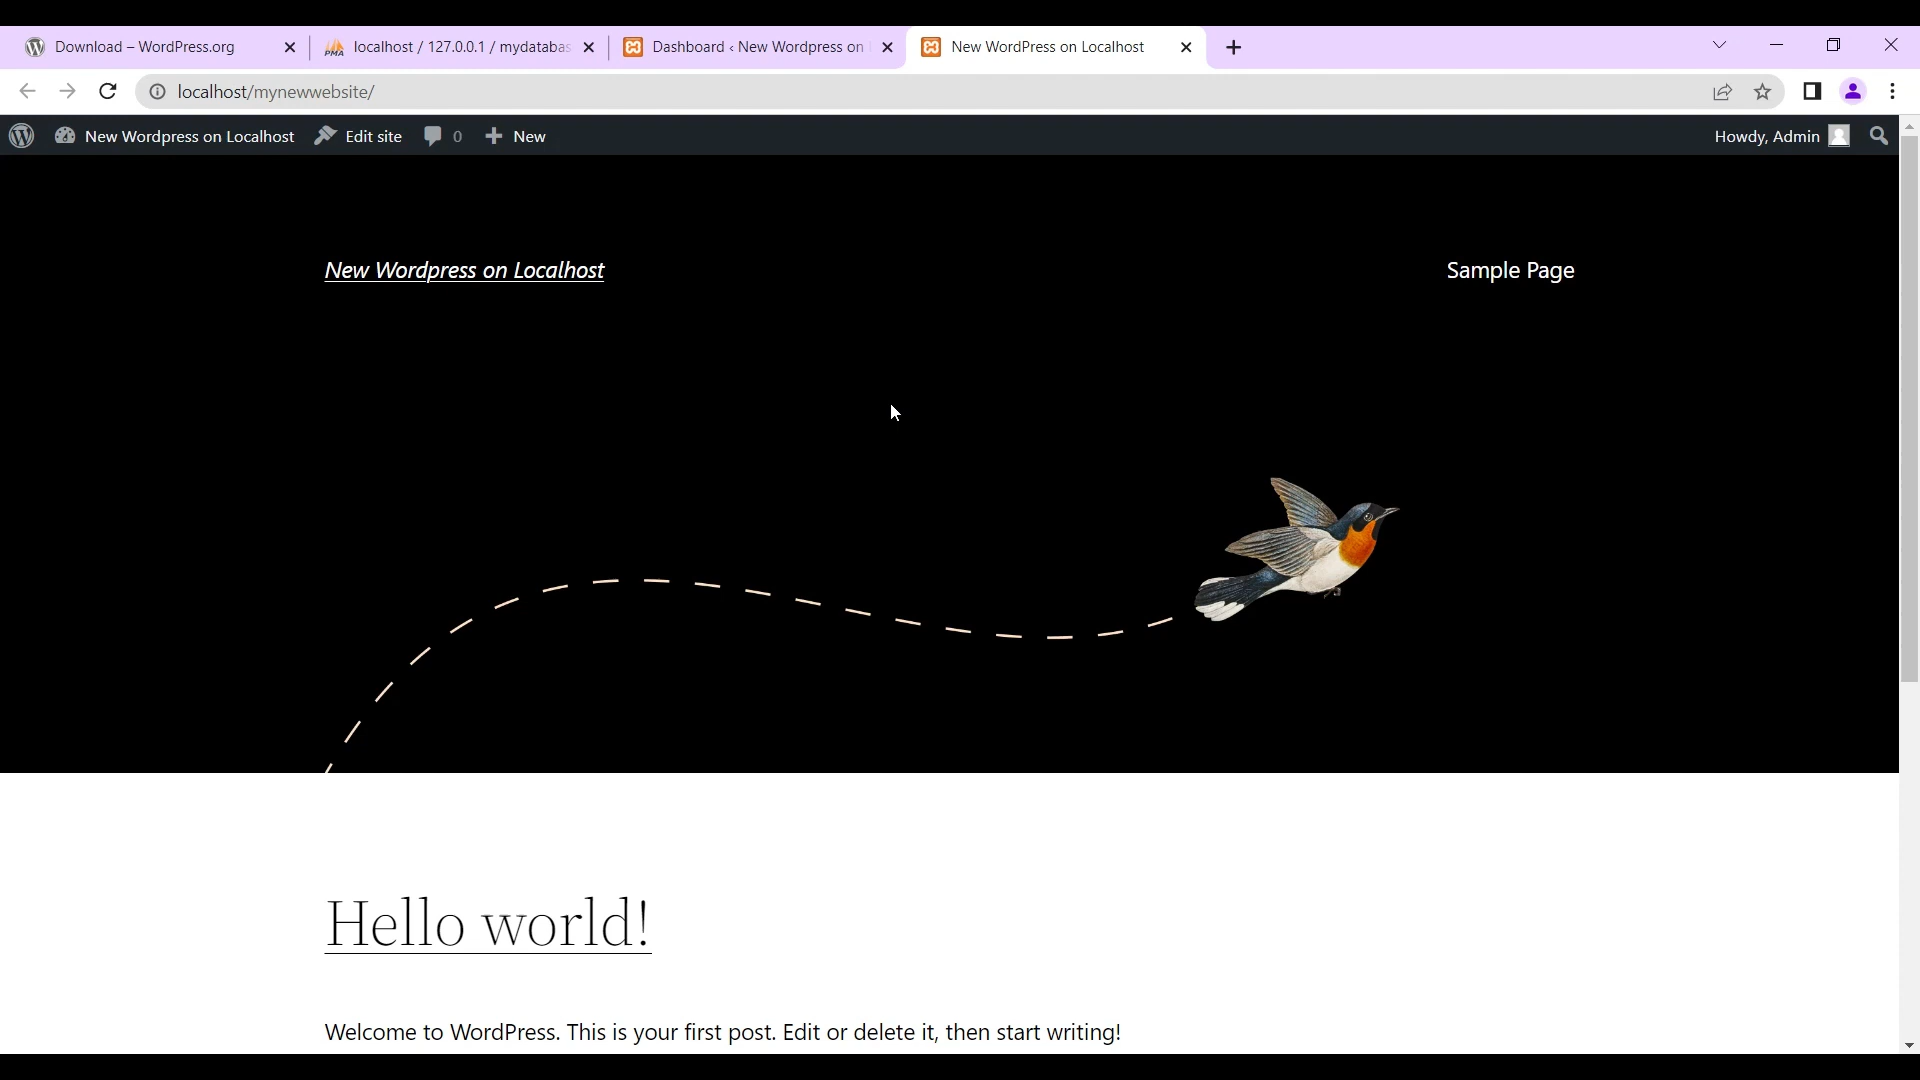 Download – WordPress.org
localhost / 127.0.0.1 / mydatabas
Dashboard ‹ New Wordpress on
New WordPress on Localhost
localhost/mynewwebsite/
New Wordpress on Localhost
Edit site
0
New
Howdy, Admin
New Wordpress on Localhost
Sample Page
Hello world!
Welcome to WordPress. This is your first post. Edit or delete it, then start writing!